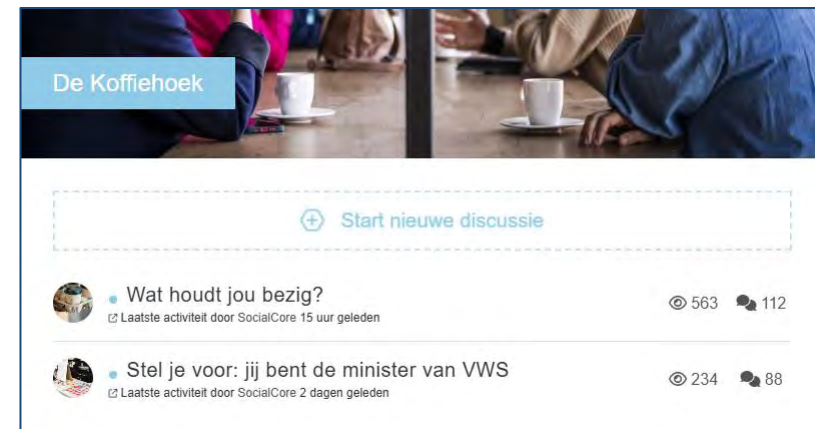 De Koffiehoek
Start nieuwe discussie
Wat houdt jou bezig?
563 112
Laatste activiteit door SocialCore 15 uur geleden
Stel je voor: jij bent de minister van VWS
234 88
Laatste activiteit door SocialCore 2 dagen geleden